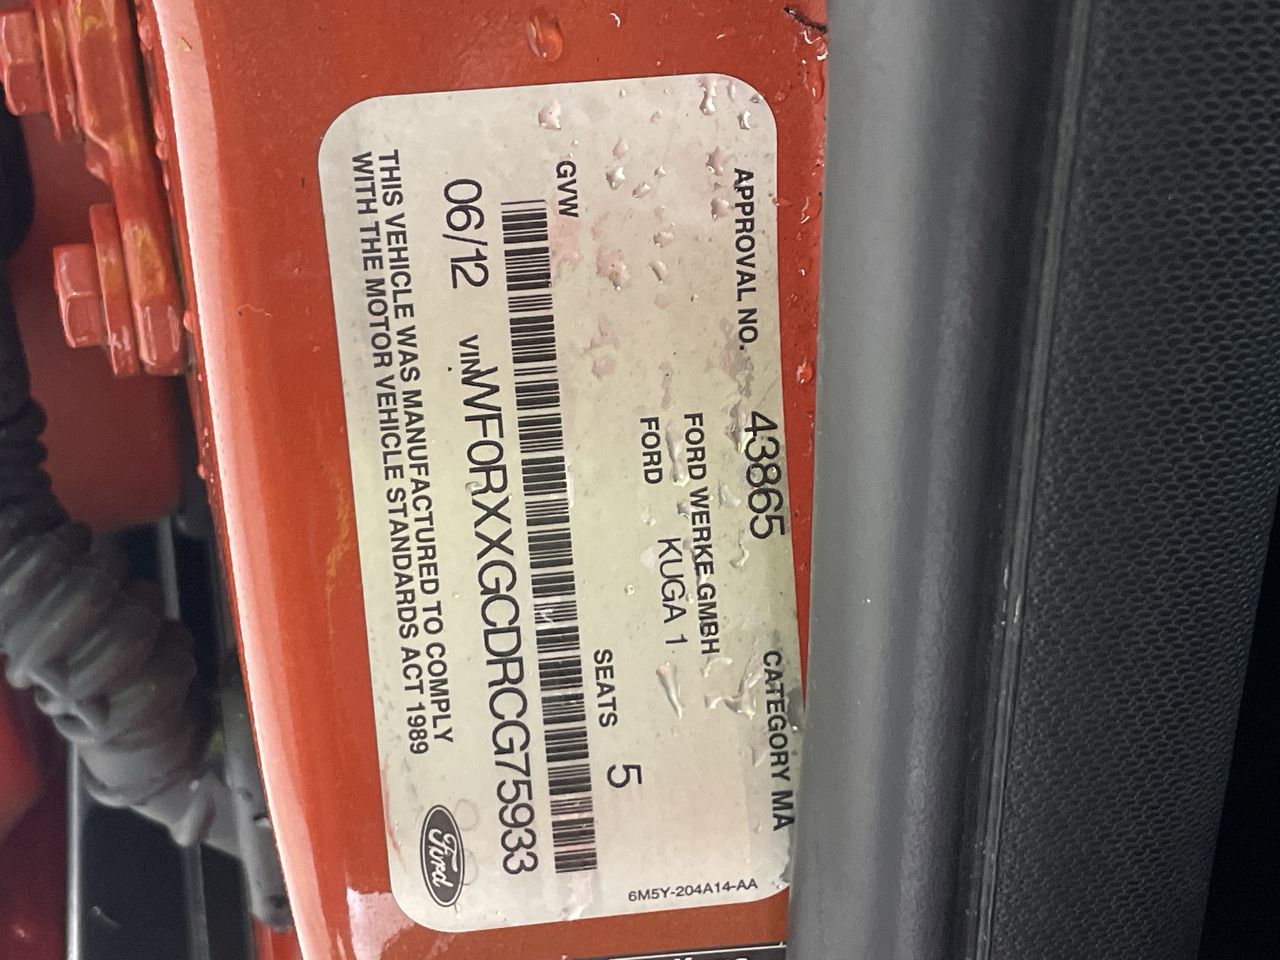 APPROVAL NO. 43865 CATEGORY MA
FORD WERKE GMBH
FORD KUGA 1
GVW SEATS 5
06/12 VIN WF0RXXGCDRCG75933
THIS VEHICLE WAS MANUFACTURED TO COMPLY
WITH THE MOTOR VEHICLE STANDARDS ACT 1989
Ford
6M5Y-204A14-AA